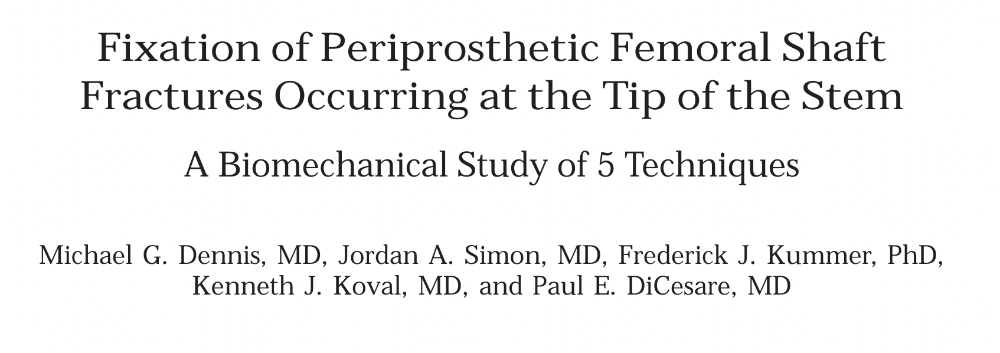 Fixation of Periprosthetic Femoral Shaft
Fractures Occurring at the Tip of the Stem
A Biomechanical Study of 5 Techniques
Michael G. Dennis, MD, Jordan A. Simon, MD, Frederick J. Kummer, PhD,
Kenneth J. Koval, MD, and Paul E. DiCesare, MD